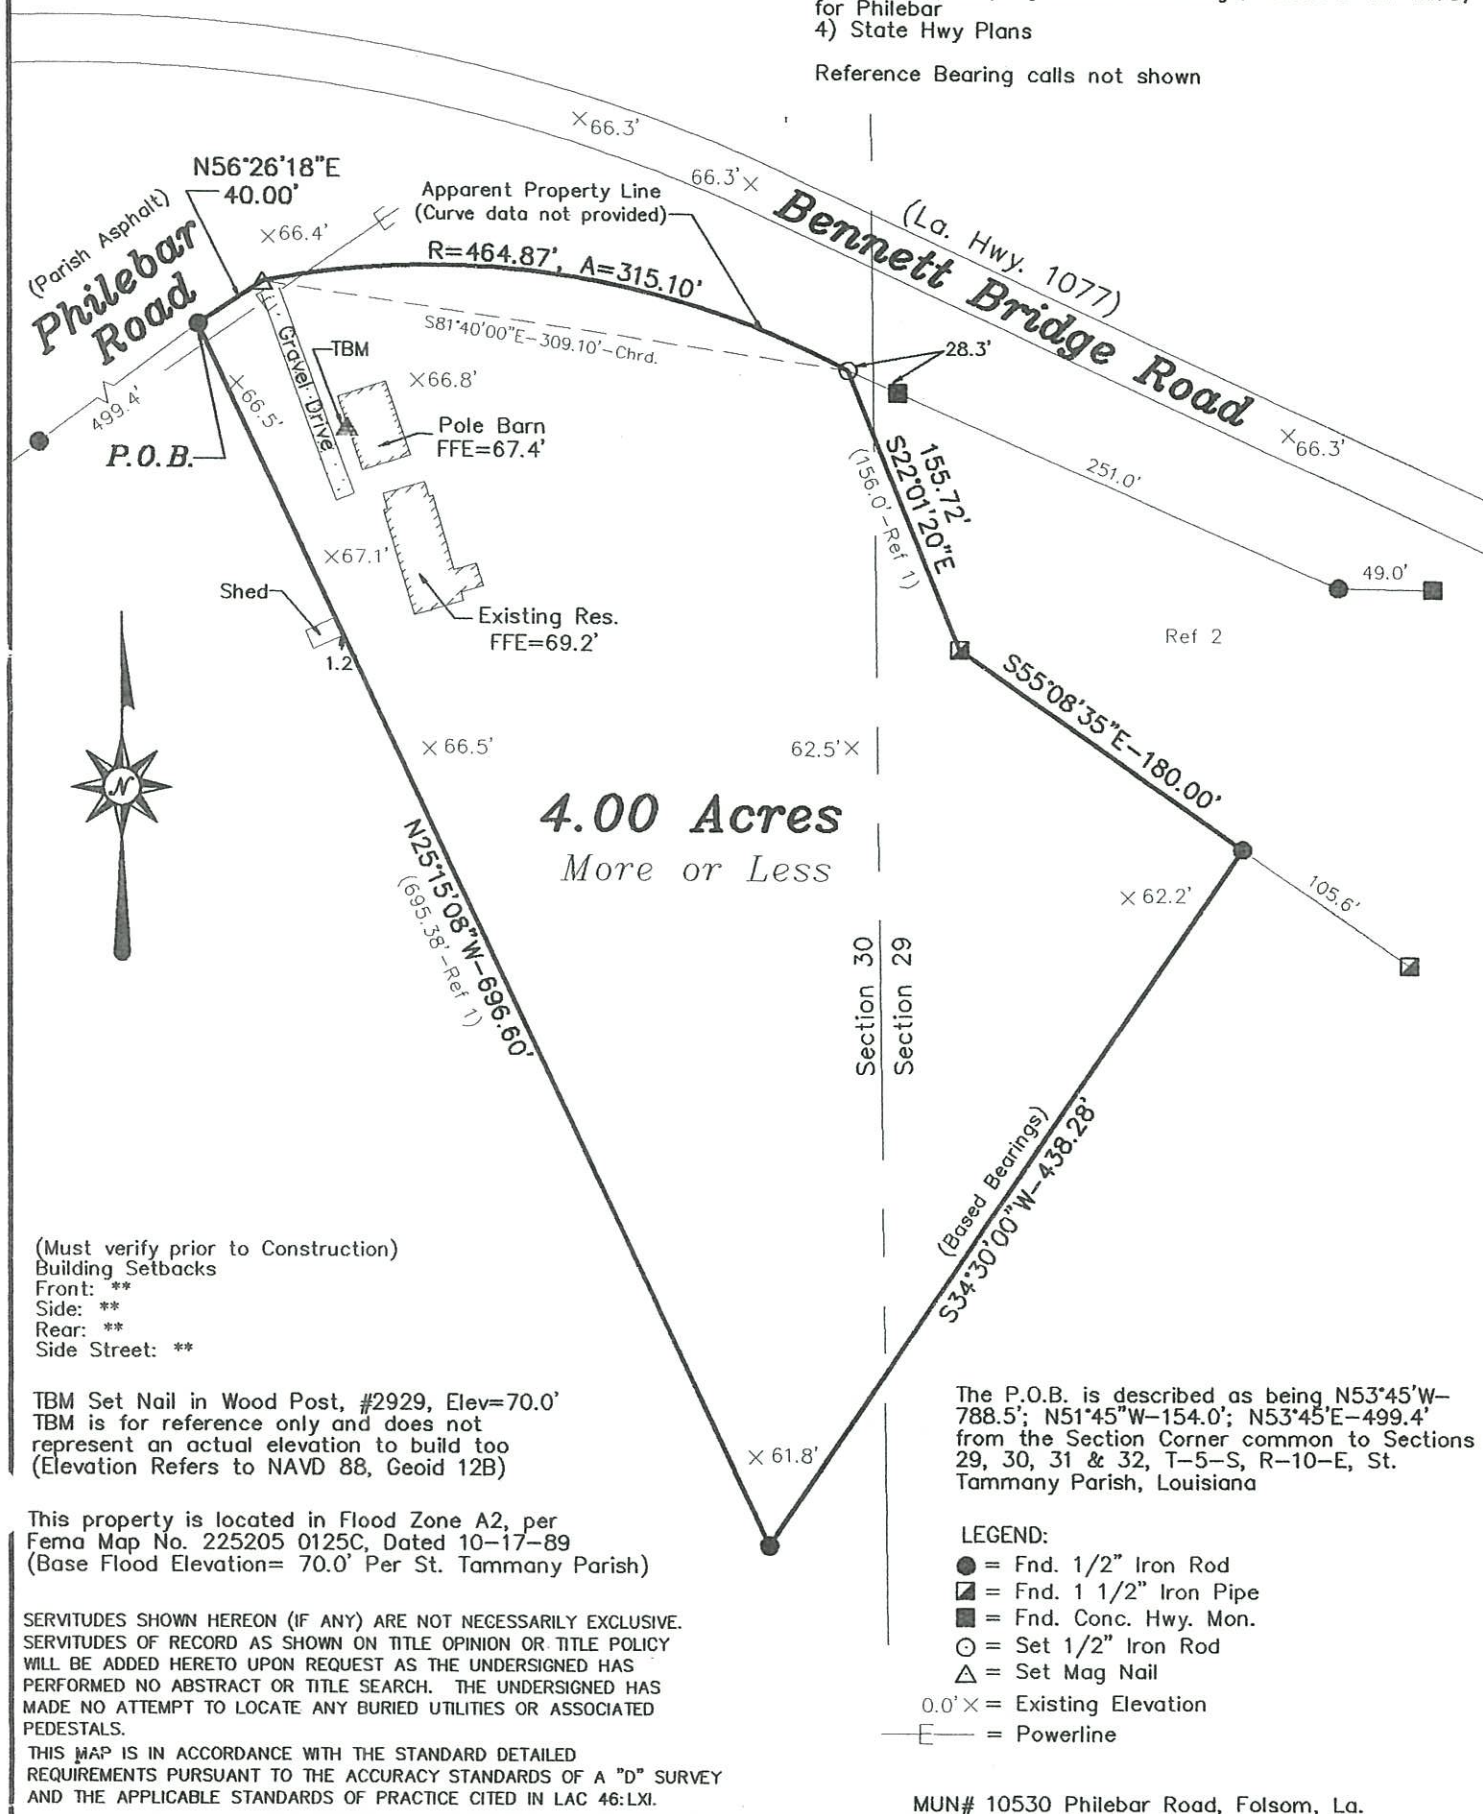 for Philebar
4) State Hwy Plans
Reference Bearing calls not shown
×66.3'
66.3'×
N56°26'18"E
40.00'
(Parish Asphalt)
Philebar
Road
×66.4'
E
Apparent Property Line
(Curve data not provided)
R=464.87', A=315.10'
S81°40'00"E-309.10'-Chrd.
(La. Hwy. 1077)
Bennett Bridge Road
28.3'
×66.3'
251.0'
49.0'
Ref 2
499.4'
P.O.B.
×66.5'
Gravel Drive
TBM
×66.8'
Pole Barn
FFE=67.4'
×67.1'
Shed
1.2'
Existing Res.
FFE=69.2'
155.72'
S22°01'20"E
(156.0'-Ref 1)
S55°08'35"E-180.00'
N
×66.5'
62.5'×
4.00 Acres
More or Less
×62.2'
105.6'
N25°15'08"W-696.60'
(695.38'-Ref 1)
Section 30
Section 29
(Based Bearings)
S34°30'00"W-438.28'
×61.8'
(Must verify prior to Construction)
Building Setbacks
Front: **
Side: **
Rear: **
Side Street: **
TBM Set Nail in Wood Post, #2929, Elev=70.0'
TBM is for reference only and does not
represent an actual elevation to build too
(Elevation Refers to NAVD 88, Geoid 12B)
This property is located in Flood Zone A2, per
Fema Map No. 225205 0125C, Dated 10-17-89
(Base Flood Elevation= 70.0' Per St. Tammany Parish)
SERVITUDES SHOWN HEREON (IF ANY) ARE NOT NECESSARILY EXCLUSIVE.
SERVITUDES OF RECORD AS SHOWN ON TITLE OPINION OR TITLE POLICY
WILL BE ADDED HERETO UPON REQUEST AS THE UNDERSIGNED HAS
PERFORMED NO ABSTRACT OR TITLE SEARCH. THE UNDERSIGNED HAS
MADE NO ATTEMPT TO LOCATE ANY BURIED UTILITIES OR ASSOCIATED
PEDESTALS.
THIS MAP IS IN ACCORDANCE WITH THE STANDARD DETAILED
REQUIREMENTS PURSUANT TO THE ACCURACY STANDARDS OF A "D" SURVEY
AND THE APPLICABLE STANDARDS OF PRACTICE CITED IN LAC 46:LXI.
The P.O.B. is described as being N53°45'W-
788.5'; N51°45"W-154.0'; N53°45'E-499.4'
from the Section Corner common to Sections
29, 30, 31 & 32, T-5-S, R-10-E, St.
Tammany Parish, Louisiana
LEGEND:
= Fnd. 1/2" Iron Rod
= Fnd. 1 1/2" Iron Pipe
= Fnd. Conc. Hwy. Mon.
= Set 1/2" Iron Rod
= Set Mag Nail
0.0'× = Existing Elevation
E = Powerline
MUN# 10530 Philebar Road, Folsom, La.